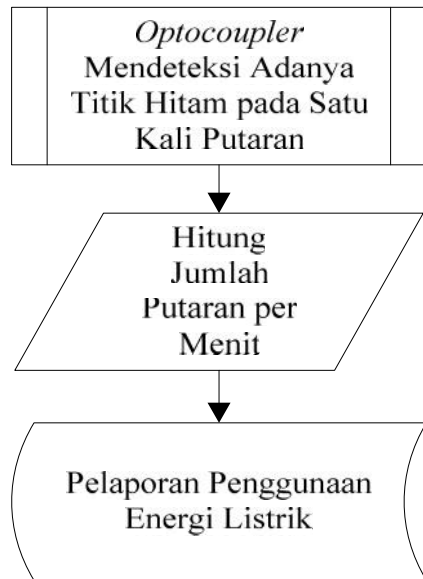 Optocoupler
Mendeteksi Adanya
Titik Hitam pada Satu
Kali Putaran
Hitung
Jumlah
Putaran per
Menit
Pelaporan Penggunaan
Energi Listrik